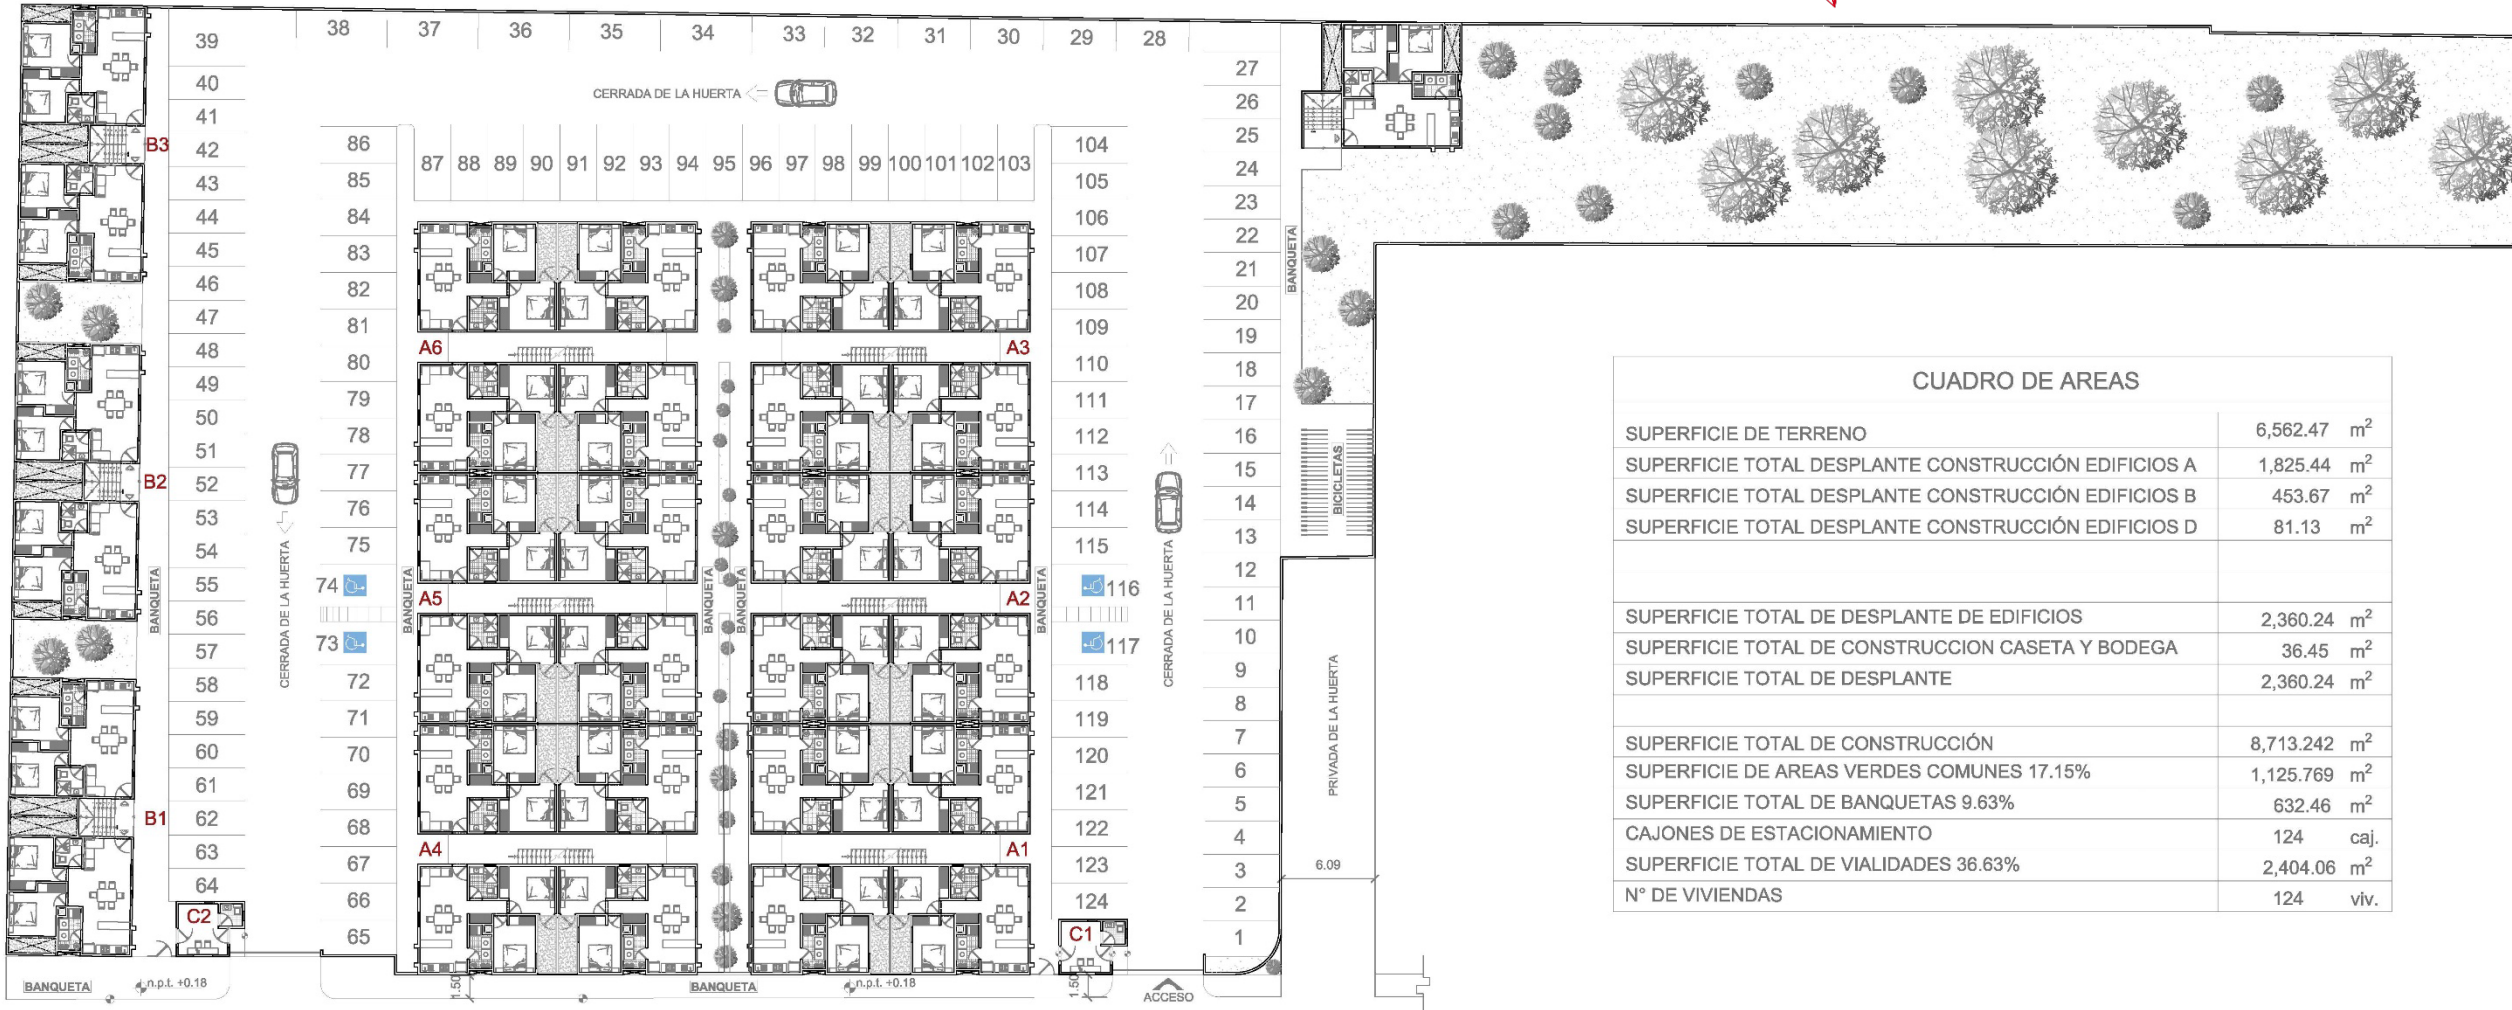 38 37 36 35 34 33 32 31 30 29 28
39
40
41
42
43
44
45
46
47
48
49
50
51
52
53
54
55
56
57
58
59
60
61
62
63
64
B3
B2
B1
BANQUETA
C2
CERRADA DE LA HUERTA
CERRADA DE LA HUERTA
86
85
84
83
82
81
80
79
78
77
76
75
74
73
72
71
70
69
68
67
66
65
87 88 89 90 91 92 93 94 95 96 97 98 99 100 101 102 103
A6 A3
A5 A2
A4 A1
BANQUETA
BANQUETA
BANQUETA
BANQUETA
104
105
106
107
108
109
110
111
112
113
114
115
116
117
118
119
120
121
122
123
124
C1
CERRADA DE LA HUERTA
27
26
25
24
23
22
21
20
19
18
17
16
15
14
13
12
11
10
9
8
7
6
5
4
3
2
1
BANQUETA
BICICLETAS
PRIVADA DE LA HUERTA
6.09
BANQUETA
n.p.t. +0.18
1.50
BANQUETA
n.p.t. +0.18
1.50
ACCESO
CUADRO DE AREAS
SUPERFICIE DE TERRENO 6,562.47 m²
SUPERFICIE TOTAL DESPLANTE CONSTRUCCIÓN EDIFICIOS A 1,825.44 m²
SUPERFICIE TOTAL DESPLANTE CONSTRUCCIÓN EDIFICIOS B 453.67 m²
SUPERFICIE TOTAL DESPLANTE CONSTRUCCIÓN EDIFICIOS D 81.13 m²
SUPERFICIE TOTAL DE DESPLANTE DE EDIFICIOS 2,360.24 m²
SUPERFICIE TOTAL DE CONSTRUCCION CASETA Y BODEGA 36.45 m²
SUPERFICIE TOTAL DE DESPLANTE 2,360.24 m²
SUPERFICIE TOTAL DE CONSTRUCCIÓN 8,713.242 m²
SUPERFICIE DE AREAS VERDES COMUNES 17.15% 1,125.769 m²
SUPERFICIE TOTAL DE BANQUETAS 9.63% 632.46 m²
CAJONES DE ESTACIONAMIENTO 124 caj.
SUPERFICIE TOTAL DE VIALIDADES 36.63% 2,404.06 m²
N° DE VIVIENDAS 124 viv.